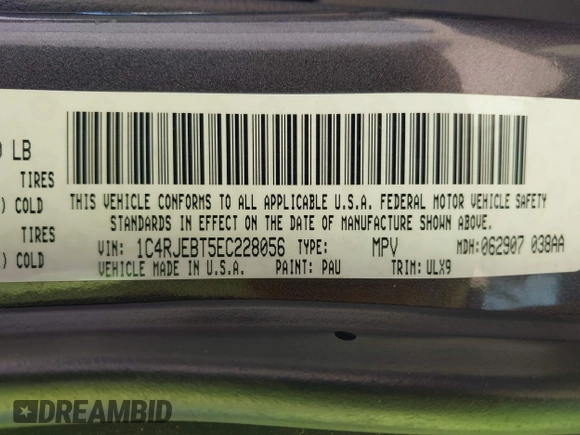 LB
TIRES
) COLD
TIRES
) COLD
THIS VEHICLE CONFORMS TO ALL APPLICABLE U.S.A. FEDERAL MOTOR VEHICLE SAFETY
STANDARDS IN EFFECT ON THE DATE OF MANUFACTURE SHOWN ABOVE.
VIN: 1C4RJEBT5EC228056 TYPE: MPV MDH:062907 038AA
VEHICLE MADE IN U.S.A. PAINT: PAU TRIM: ULX9
DREAMBID